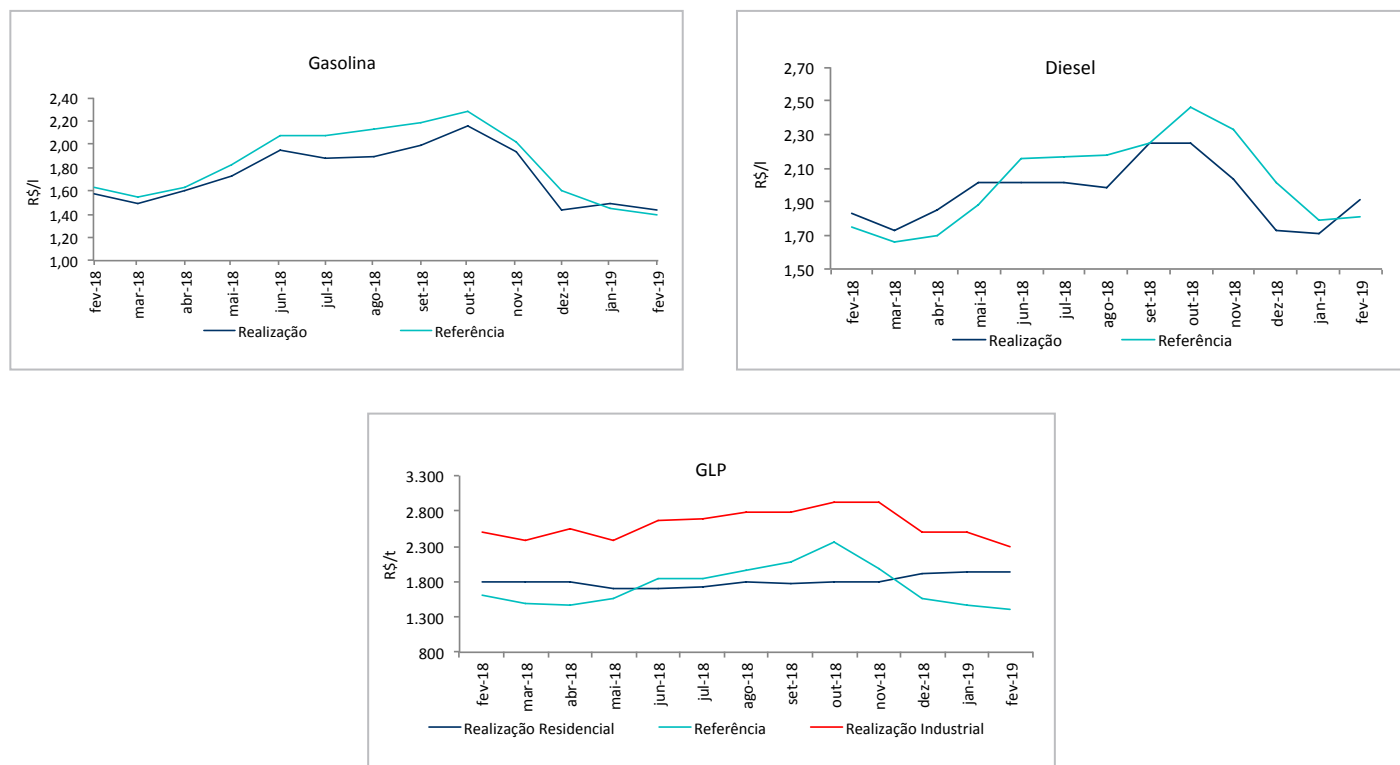 Gasolina
R$/l
2,40
2,20
2,00
1,80
1,60
1,40
1,20
1,00
fev-18
mar-18
abr-18
mai-18
jun-18
jul-18
ago-18
set-18
out-18
nov-18
dez-18
jan-19
fev-19
Realização Referência
Diesel
R$/l
2,70
2,50
2,30
2,10
1,90
1,70
1,50
fev-18
mar-18
abr-18
mai-18
jun-18
jul-18
ago-18
set-18
out-18
nov-18
dez-18
jan-19
fev-19
Realização Referência
GLP
R$/t
3.300
2.800
2.300
1.800
1.300
800
fev-18
mar-18
abr-18
mai-18
jun-18
jul-18
ago-18
set-18
out-18
nov-18
dez-18
jan-19
fev-19
Realização Residencial Referência Realização Industrial